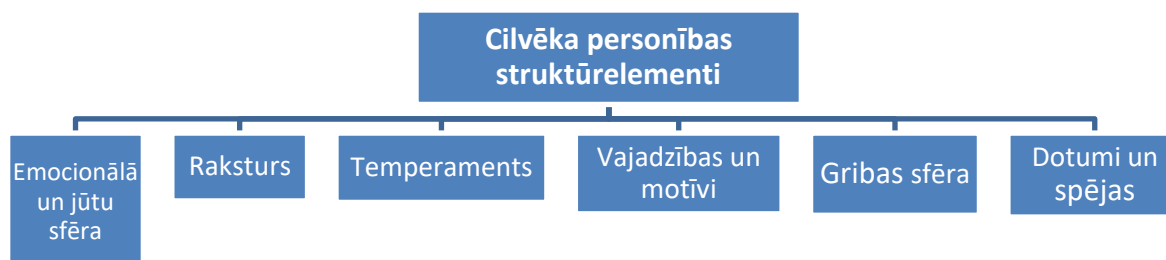 Cilvēka personības
struktūrelementi
Emocionālā
un jūtu
sfēra
Raksturs
Temperaments
Vajadzības un
motīvi
Gribas sfēra
Dotumi un
spējas